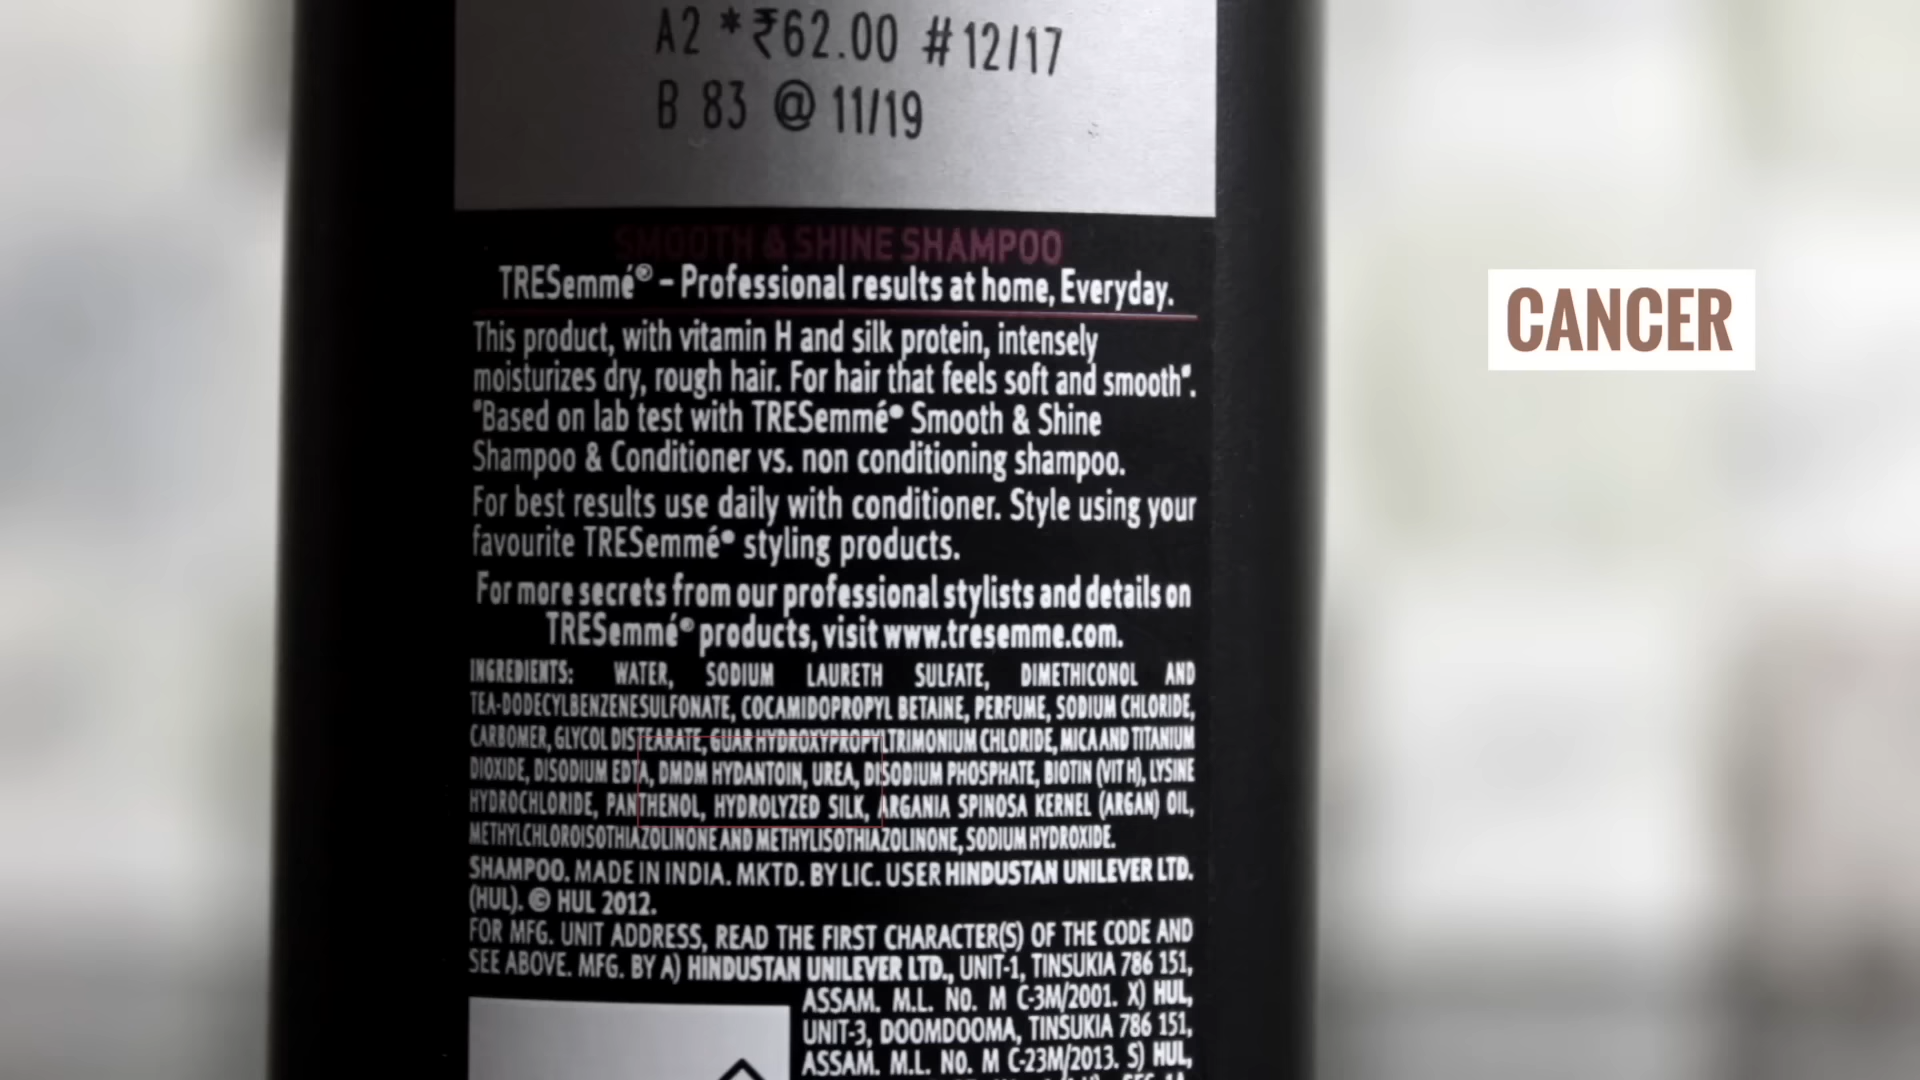 A2 *₹62.00 #12/17
B 83 @ 11/19
SMOOTH & SHINE SHAMPOO
TRESemmé® – Professional results at home, Everyday.
This product, with vitamin H and silk protein, intensely
moisturizes dry, rough hair. For hair that feels soft and smooth*.
*Based on lab test with TRESemmé® Smooth & Shine
Shampoo & Conditioner vs. non conditioning shampoo.
For best results use daily with conditioner. Style using your
favourite TRESemmé® styling products.
For more secrets from our professional stylists and details on
TRESemmé® products, visit www.tresemme.com.
INGREDIENTS: WATER, SODIUM LAURETH SULFATE, DIMETHICONOL AND
TEA-DODECYLBENZENESULFONATE, COCAMIDOPROPYL BETAINE, PERFUME, SODIUM CHLORIDE,
CARBOMER, GLYCOL DISTEARATE, GUAR HYDROXYPROPYLTRIMONIUM CHLORIDE, MICA AND TITANIUM
DIOXIDE, DISODIUM EDTA, DMDM HYDANTOIN, UREA, DISODIUM PHOSPHATE, BIOTIN (VIT H), LYSINE
HYDROCHLORIDE, PANTHENOL, HYDROLYZED SILK, ARGANIA SPINOSA KERNEL (ARGAN) OIL,
METHYLCHLOROISOTHIAZOLINONE AND METHYLISOTHIAZOLINONE, SODIUM HYDROXIDE.
SHAMPOO. MADE IN INDIA. MKTD. BY LIC. USER HINDUSTAN UNILEVER LTD.
(HUL). © HUL 2012.
FOR MFG. UNIT ADDRESS, READ THE FIRST CHARACTER(S) OF THE CODE AND
SEE ABOVE. MFG. BY A) HINDUSTAN UNILEVER LTD., UNIT-1, TINSUKIA 786 151,
ASSAM. M.L. No. M C-3M/2001. X) HUL,
UNIT-3, DOOMDOOMA, TINSUKIA 786 151,
ASSAM. M.L. No. M C-23M/2013. S) HUL,
CANCER